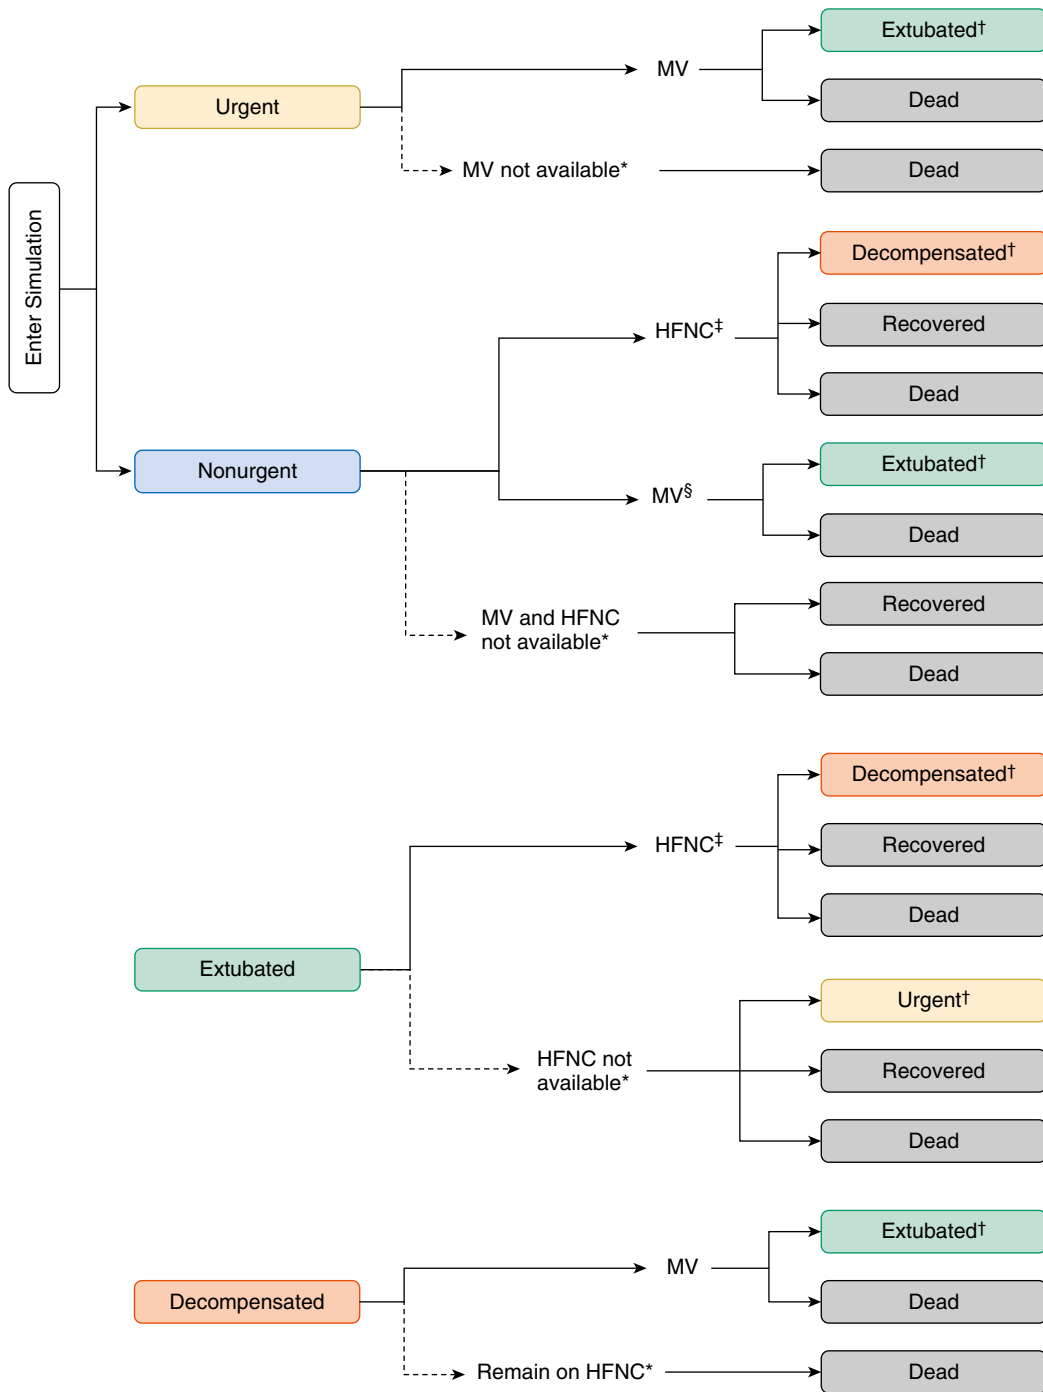 Enter Simulation
Urgent
MV
Extubated†
Dead
MV not available*
Dead
Nonurgent
HFNC‡
Decompensated†
Recovered
Dead
MV§
Extubated†
Dead
MV and HFNC
not available*
Recovered
Dead
Extubated
HFNC‡
Decompensated†
Recovered
Dead
HFNC not
available*
Urgent†
Recovered
Dead
Decompensated
MV
Extubated†
Dead
Remain on HFNC*
Dead